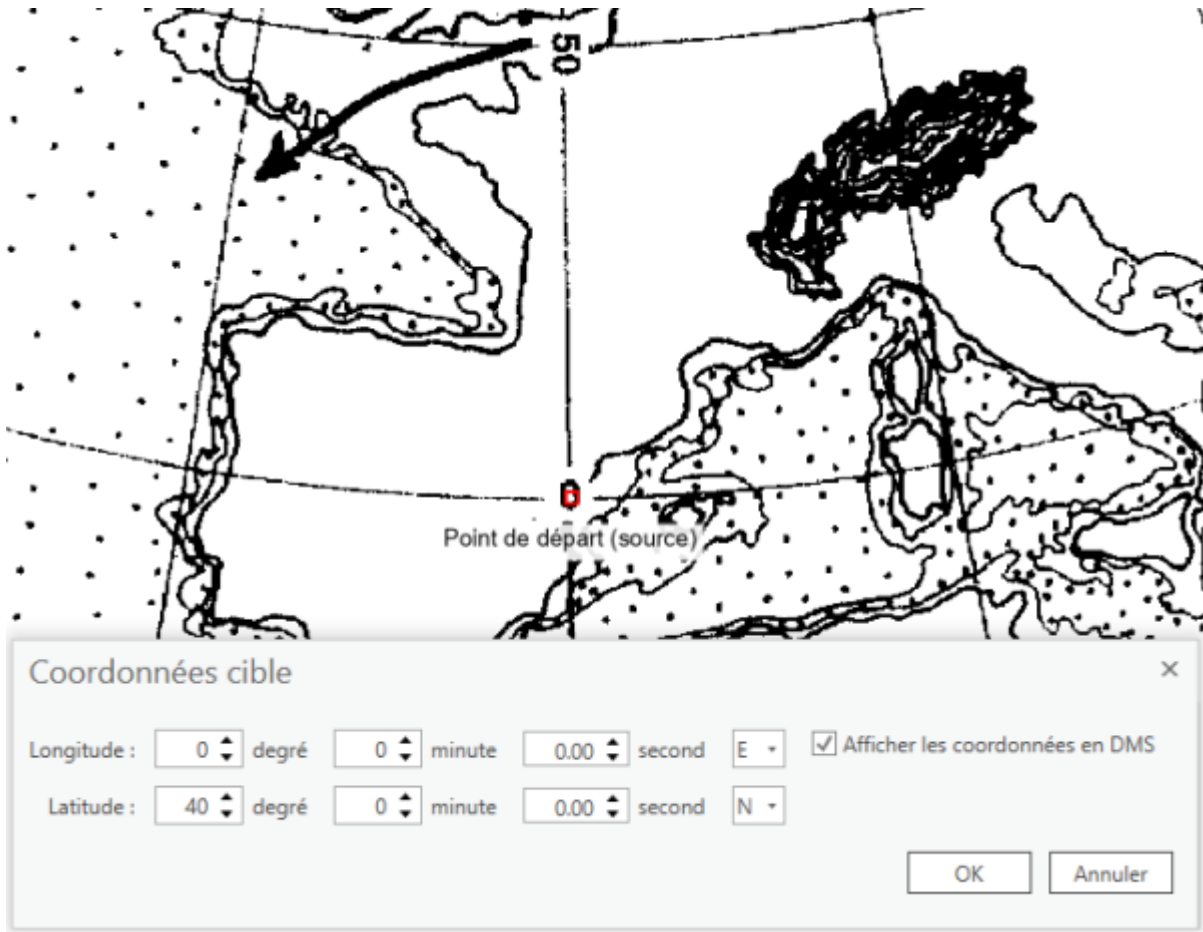 50
Point de départ (source)
Coordonnées cible
Longitude : 0 degré 0 minute 0.00 second E Afficher les coordonnées en DMS
Latitude : 40 degré 0 minute 0.00 second N
OK Annuler